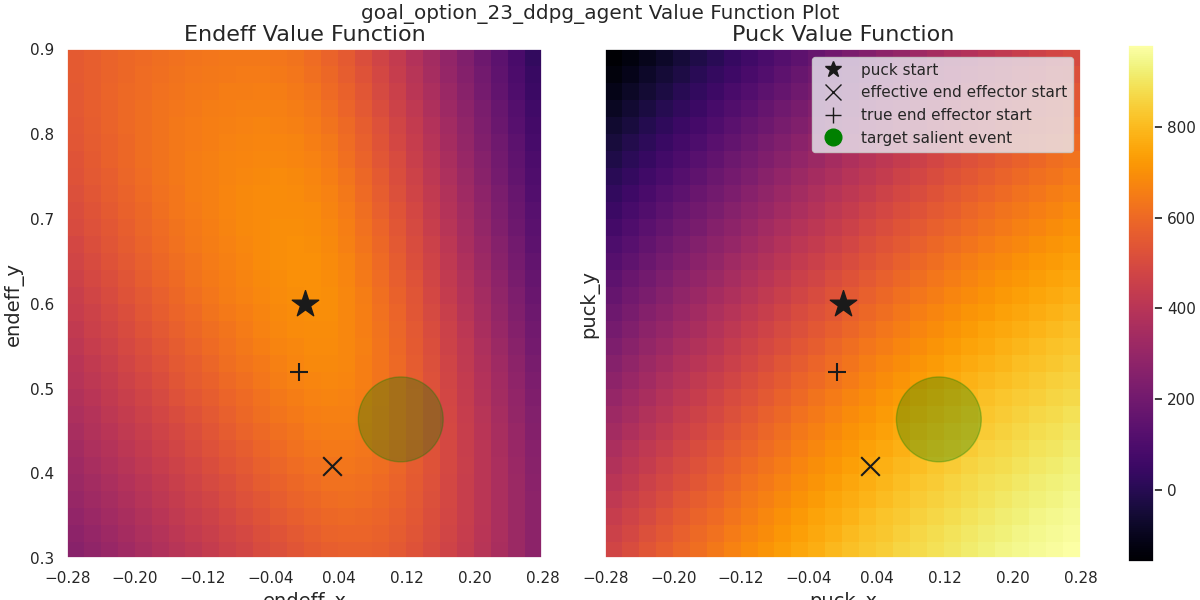 goal_option_23_ddpg_agent Value Function Plot
Endeff Value Function
Puck Value Function
endeff_y
0.9
0.8
0.7
0.6
0.5
0.4
0.3
−0.28 −0.20 −0.12 −0.04 0.04 0.12 0.20 0.28
endeff_x
puck_y
puck start
effective end effector start
true end effector start
target salient event
−0.28 −0.20 −0.12 −0.04 0.04 0.12 0.20 0.28
puck_x
800
600
400
200
0